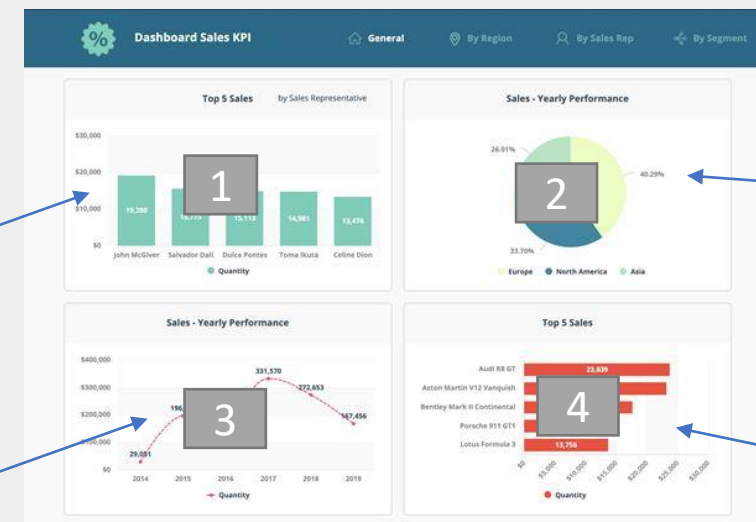 %
Dashboard Sales KPI
General
By Region
By Sales Rep
By Segment
Top 5 Sales by Sales Representative
$30,000
$20,000
$10,000
$0
19,280
15,113
14,981
13,476
John McGiver
Salvador Dali
Dulce Pontes
Toma Ikuta
Celine Dion
Quantity
1
Sales - Yearly Performance
26.01%
40.29%
33.70%
Europe
North America
Asia
2
Sales - Yearly Performance
$400,000
$300,000
$200,000
$0
29,051
331,570
272,653
167,456
2014
2015
2016
2017
2018
2019
Quantity
3
Top 5 Sales
Audi R8 GT
Aston Martin V12 Vanquish
Bentley Mark II Continental
Porsche 911 GT1
Lotus Formula 3
23,839
13,756
$0
$5,000
$10,000
$15,000
$20,000
$25,000
$30,000
Quantity
4